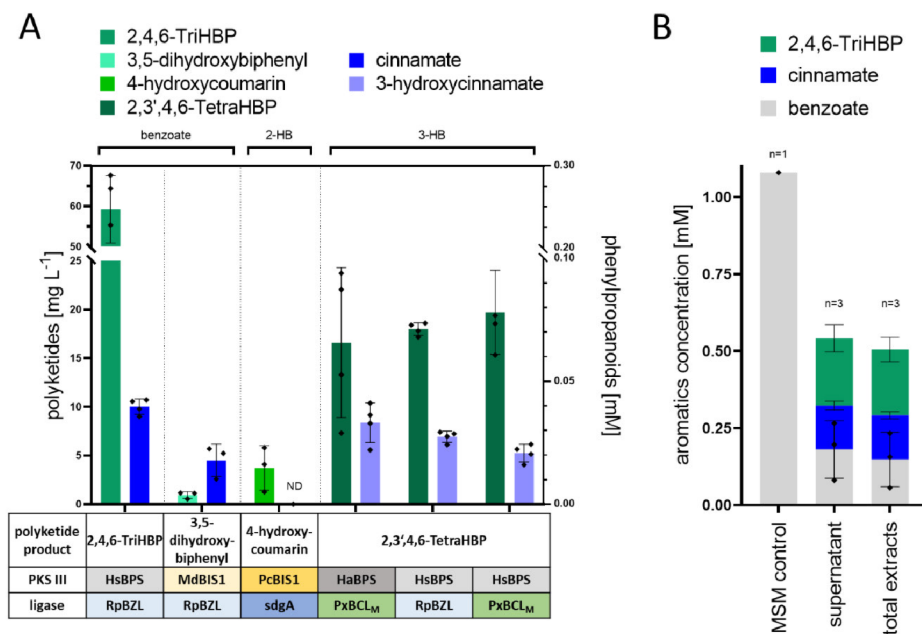 A
2,4,6-TriHBP
3,5-dihydroxybiphenyl
4-hydroxycoumarin
2,3',4,6-TetraHBP
cinnamate
3-hydroxycinnamate
benzoate
2-HB
3-HB
70
60
50
25
20
15
10
5
0
polyketides [mg L-1]
0.30
0.20
0.10
0.05
0.00
phenylpropanoids [mM]
ND
polyketide product
2,4,6-TriHBP
3,5-dihydroxy-biphenyl
4-hydroxy-coumarin
2,3',4,6-TetraHBP
PKS III
HsBPS
MdBIS1
PcBIS1
HaBPS
HsBPS
HsBPS
ligase
RpBZL
RpBZL
sdgA
PxBCLM
RpBZL
PxBCLM
B
2,4,6-TriHBP
cinnamate
benzoate
aromatics concentration [mM]
1.00
0.75
0.50
0.25
0.00
n=1
n=3
n=3
MSM control
supernatant
total extracts